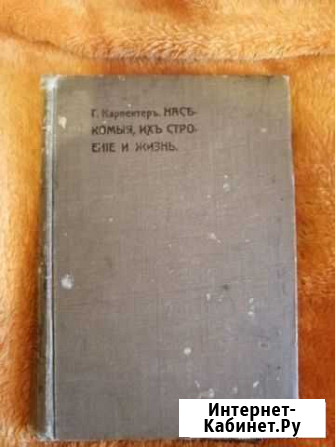 Г. Карпентеръ. НАСѢ-
КОМЫЯ, ИХЪ СТРО-
ЕНІЕ И ЖИЗНЬ.
Интернет-
Кабинет.Ру